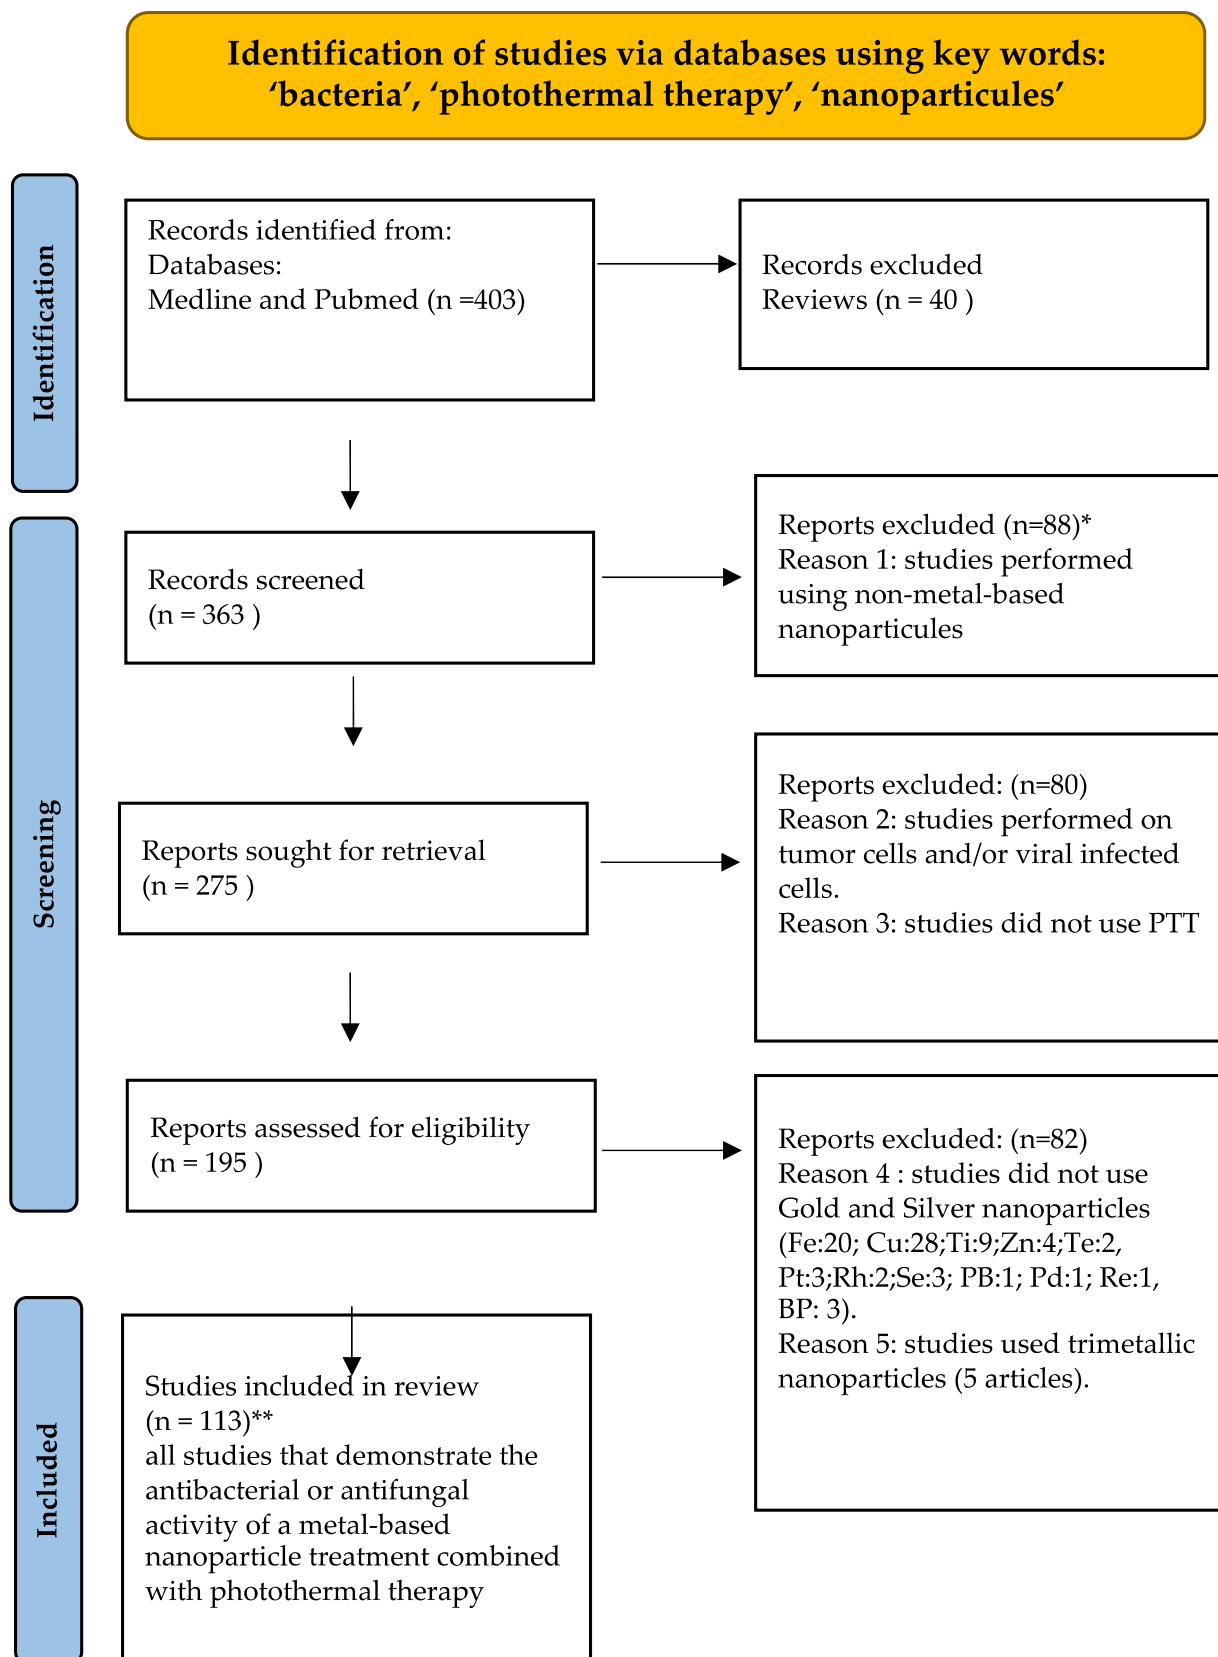 Identification of studies via databases using key words:
‘bacteria’, ‘photothermal therapy’, ‘nanoparticules’
Identification
Records identified from:
Databases:
Medline and Pubmed (n =403)
Records excluded
Reviews (n = 40 )
Screening
Records screened
(n = 363 )
Reports excluded (n=88)*
Reason 1: studies performed
using non-metal-based
nanoparticules
Reports sought for retrieval
(n = 275 )
Reports excluded: (n=80)
Reason 2: studies performed on
tumor cells and/or viral infected
cells.
Reason 3: studies did not use PTT
Reports assessed for eligibility
(n = 195 )
Reports excluded: (n=82)
Reason 4 : studies did not use
Gold and Silver nanoparticles
(Fe:20; Cu:28;Ti:9;Zn:4;Te:2,
Pt:3;Rh:2;Se:3; PB:1; Pd:1; Re:1,
BP: 3).
Reason 5: studies used trimetallic
nanoparticles (5 articles).
Included
Studies included in review
(n = 113)**
all studies that demonstrate the
antibacterial or antifungal
activity of a metal-based
nanoparticle treatment combined
with photothermal therapy